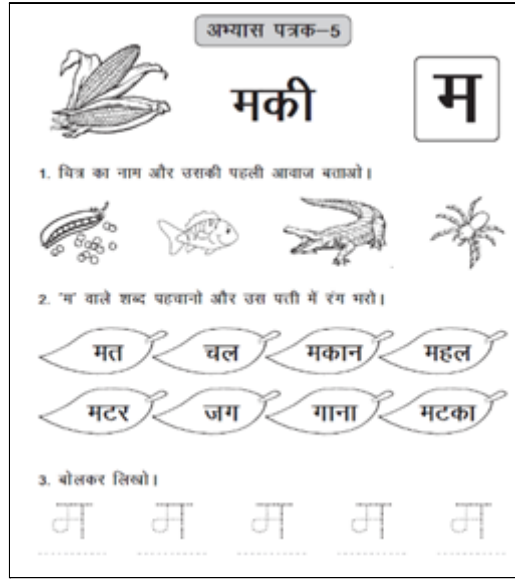 अभ्यास पत्रक–5
मकी
म
1. चित्र का नाम और उसकी पहली आवाज बताओ।
2. 'म' वाले शब्द पहचानो और उस पत्ती में रंग भरो।
मत चल मकान महल
मटर जग गाना मटका
3. बोलकर लिखो।
म म म म म